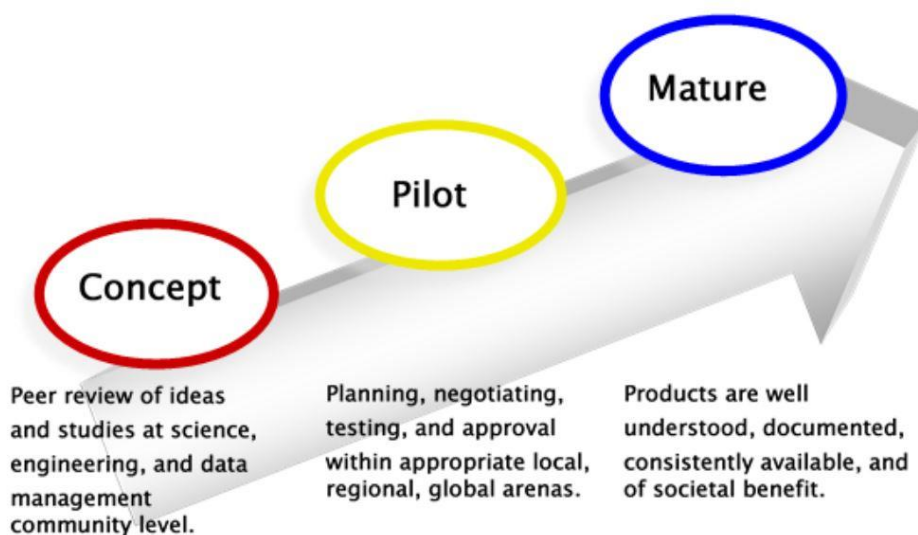 Mature
Pilot
Concept
Peer review of ideas
and studies at science,
engineering, and data
management
community level.
Planning, negotiating,
testing, and approval
within appropriate local,
regional, global arenas.
Products are well
understood, documented,
consistently available, and
of societal benefit.